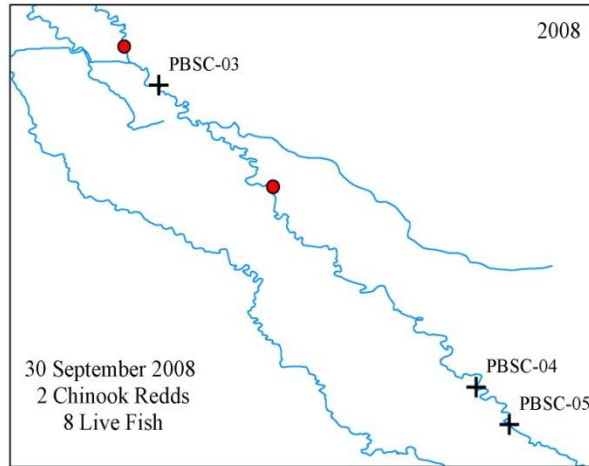 2008
PBSC-03
PBSC-04
PBSC-05
30 September 2008
2 Chinook Redds
8 Live Fish